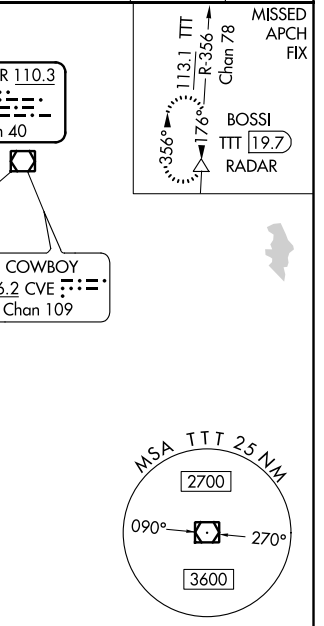 MISSED
APCH
FIX
113.1 TTT
R-356
Chan 78
356°
176°
BOSSI
TTT 19.7
RADAR
R 110.3
n 40
COWBOY
6.2 CVE
Chan 109
MSA TTT 25 NM
2700
090°
270°
3600